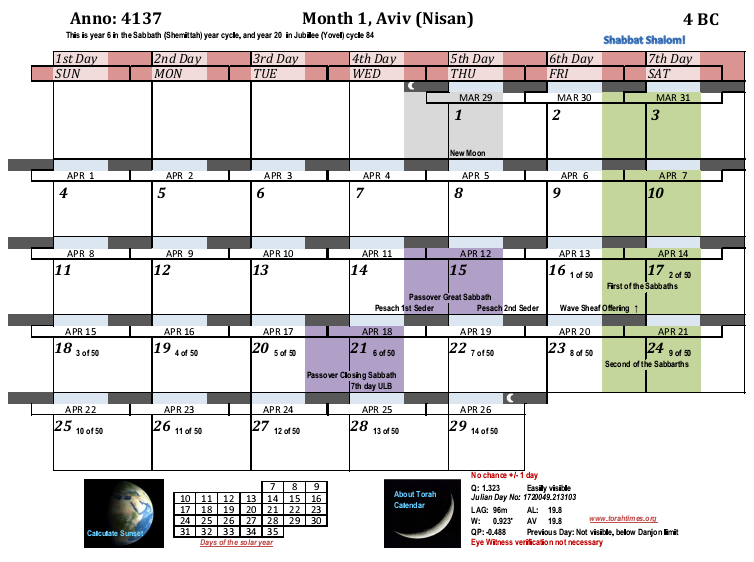 Anno: 4137 Month 1, Aviv (Nisan) 4 BC
This is year 6 in the Sabbath (Shemittah) year cycle, and year 20 in Jubilee (Yovel) cycle 84
Shabbat Shalom!
1st Day 2nd Day 3rd Day 4th Day 5th Day 6th Day 7th Day
SUN MON TUE WED THU FRI SAT
MAR 29 MAR 30 MAR 31
1 2 3
New Moon
APR 1 APR 2 APR 3 APR 4 APR 5 APR 6 APR 7
4 5 6 7 8 9 10
APR 8 APR 9 APR 10 APR 11 APR 12 APR 13 APR 14
11 12 13 14 15 16 1 of 50 17 2 of 50
First of the Sabbaths
Passover Great Sabbath
Pesach 1st Seder Pesach 2nd Seder Wave Sheaf Offering ↑
APR 15 APR 16 APR 17 APR 18 APR 19 APR 20 APR 21
18 3 of 50 19 4 of 50 20 5 of 50 21 6 of 50 22 7 of 50 23 8 of 50 24 9 of 50
Second of the Sabbarths
Passover Closing Sabbath
7th day ULB
APR 22 APR 23 APR 24 APR 25 APR 26
25 10 of 50 26 11 of 50 27 12 of 50 28 13 of 50 29 14 of 50
Calculate Sunset
7 8 9
10 11 12 13 14 15 16
17 18 19 20 21 22 23
24 25 26 27 28 29 30
31 32 33 34 35
Days of the solar year
About Torah
Calendar
No chance +/- 1 day
Q: 1.323 Easilly visible
Julian Day No: 1720049.213103
LAG: 96m AL: 19.8
W: 0.923' AV 19.8 www.torahtimes.org
QP: -0.488 Previous Day: Not visible, below Danjon limit
Eye Witness verification not necessary